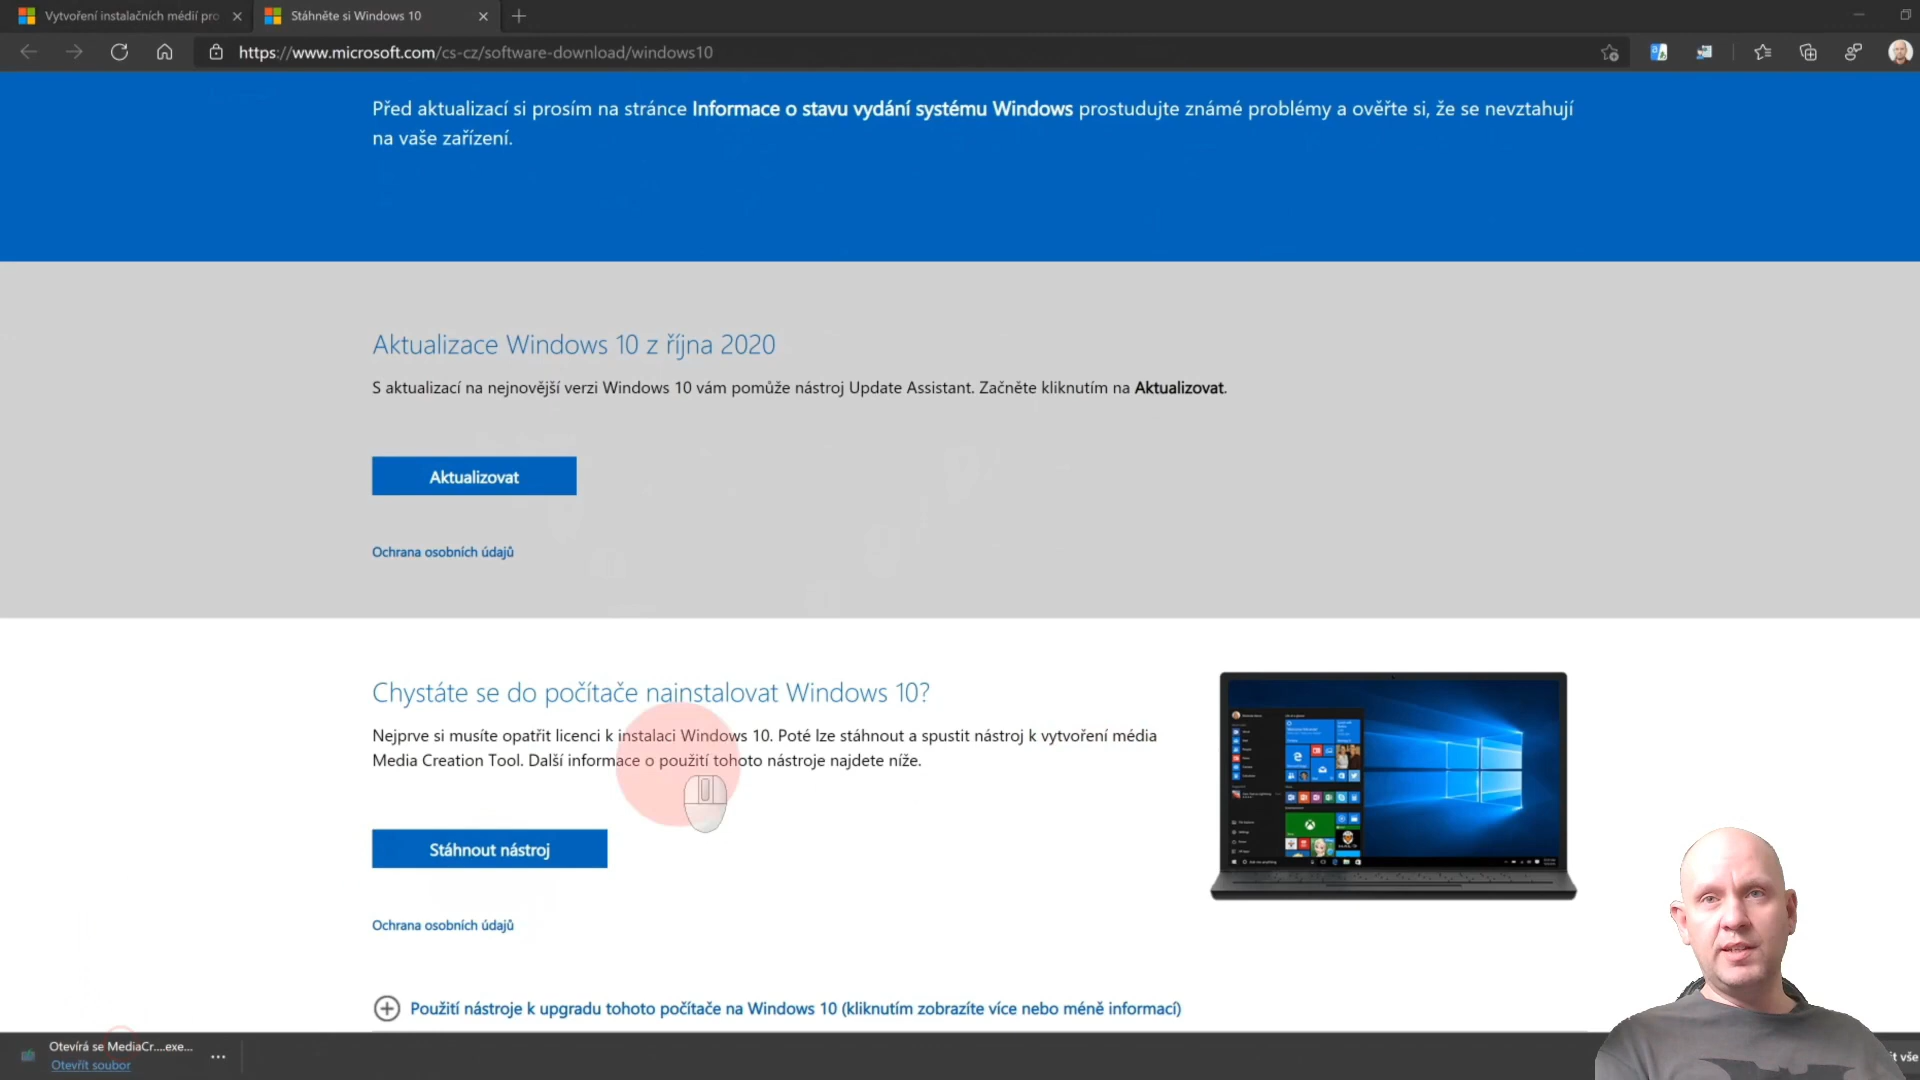 Vytvoření instalačních médií pro
Stáhněte si Windows 10
https://www.microsoft.com/cs-cz/software-download/windows10
Před aktualizací si prosím na stránce Informace o stavu vydání systému Windows prostudujte známé problémy a ověřte si, že se nevztahují
na vaše zařízení.
Aktualizace Windows 10 z října 2020
S aktualizací na nejnovější verzi Windows 10 vám pomůže nástroj Update Assistant. Začněte kliknutím na Aktualizovat.
Aktualizovat
Ochrana osobních údajů
Chystáte se do počítače nainstalovat Windows 10?
Nejprve si musíte opatřit licenci k instalaci Windows 10. Poté lze stáhnout a spustit nástroj k vytvoření média
Media Creation Tool. Další informace o použití tohoto nástroje najdete níže.
Stáhnout nástroj
Ochrana osobních údajů
Použití nástroje k upgradu tohoto počítače na Windows 10 (kliknutím zobrazíte více nebo méně informací)
Otevírá se MediaCr....exe...
Otevřít soubor
it vše